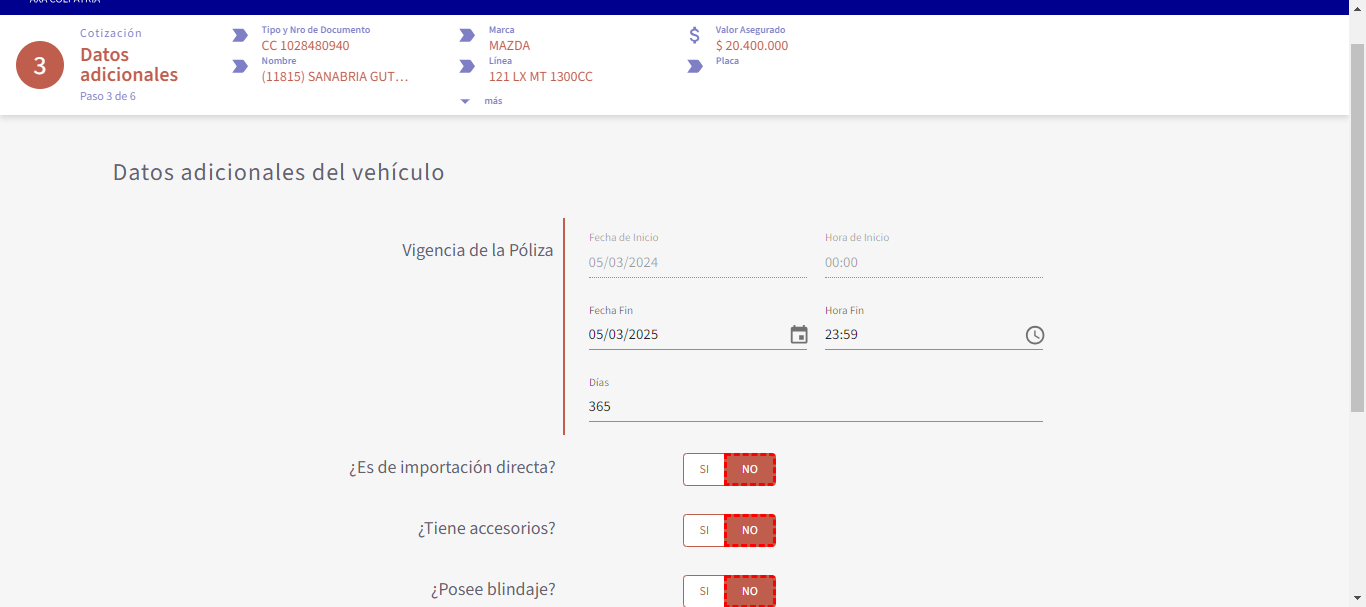 AXA COLPATRIA
3
Cotización
Datos
adicionales
Paso 3 de 6
Tipo y Nro de Documento
CC 1028480940
Nombre
(11815) SANABRIA GUT…
Marca
MAZDA
Línea
121 LX MT 1300CC
más
$
Valor Asegurado
$ 20.400.000
Placa
Datos adicionales del vehículo
Vigencia de la Póliza
Fecha de Inicio
05/03/2024
Hora de Inicio
00:00
Fecha Fin
05/03/2025
Hora Fin
23:59
Días
365
¿Es de importación directa?
SI NO
¿Tiene accesorios?
SI NO
¿Posee blindaje?
SI NO